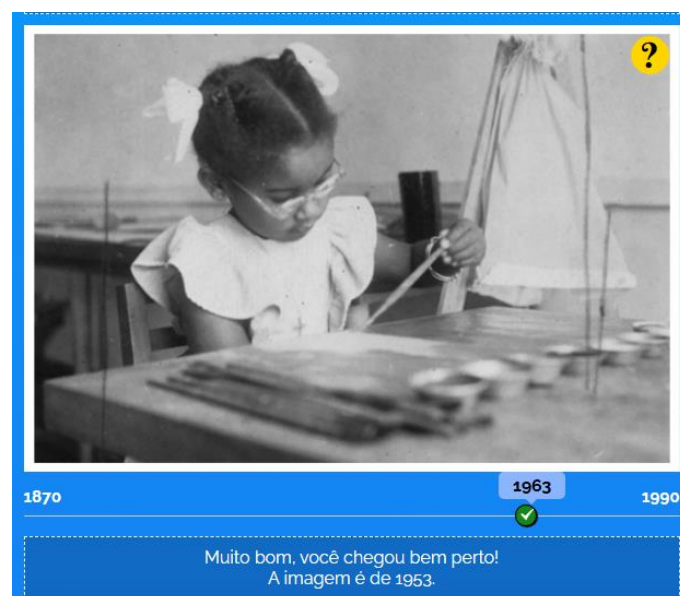 ?
1963
1870
1990
Muito bom, você chegou bem perto!
A imagem é de 1953.